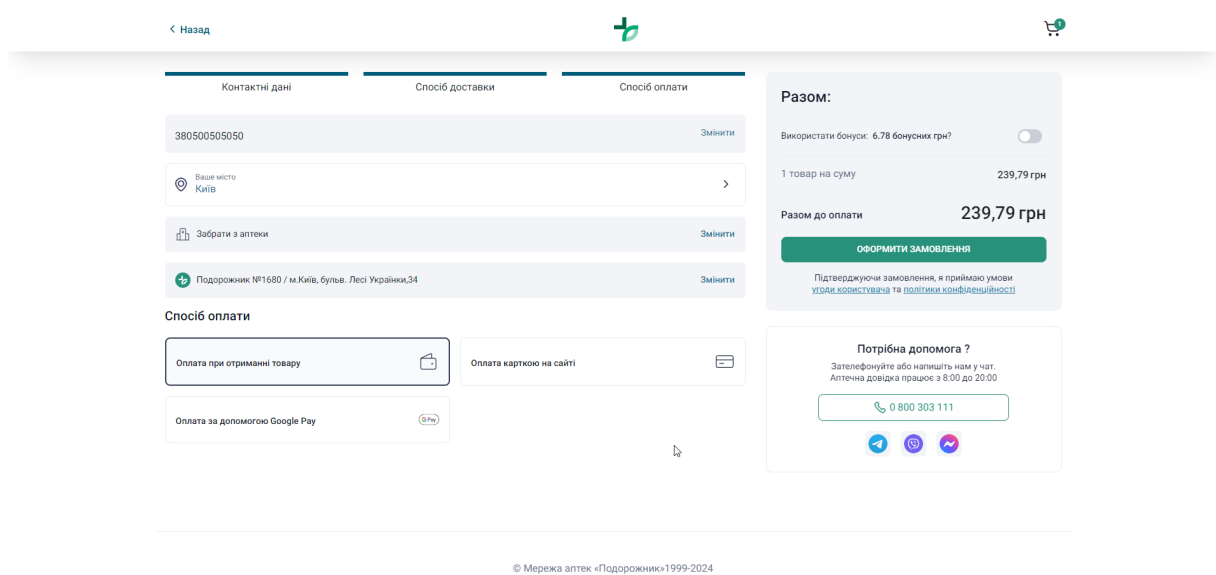 Назад
1
Контактні дані
Спосіб доставки
Спосіб оплати
380500505050
Змінити
Ваше місто
Київ
Забрати з аптеки
Змінити
Подорожник №1680 / м.Київ, бульв. Лесі Українки,34
Змінити
Спосіб оплати
Оплата при отриманні товару
Оплата карткою на сайті
Оплата за допомогою Google Pay
G Pay
Разом:
Використати бонуси: 6.78 бонусних грн?
1 товар на суму
239,79 грн
Разом до оплати
239,79 грн
ОФОРМИТИ ЗАМОВЛЕННЯ
Підтверджуючи замовлення, я приймаю умови
угоди користувача та політики конфіденційності
Потрібна допомога ?
Зателефонуйте або напишіть нам у чат.
Аптечна довідка працює з 8:00 до 20:00
0 800 303 111
© Мережа аптек «Подорожник»1999-2024